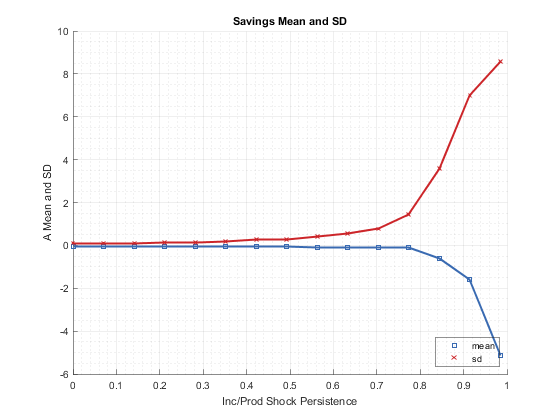 Savings Mean and SD
10
8
6
4
2
0
-2
-4
-6
A Mean and SD
mean
sd
0 0.1 0.2 0.3 0.4 0.5 0.6 0.7 0.8 0.9 1
Inc/Prod Shock Persistence